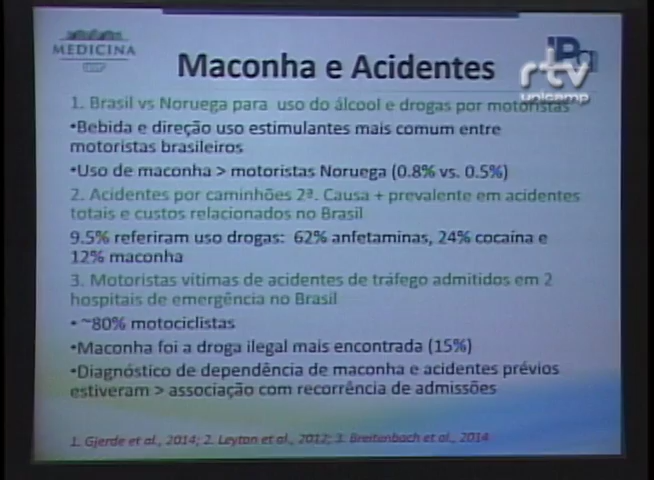 MEDICINA
USP
rtv
unicamp
Maconha e Acidentes
1. Brasil vs Noruega para uso do álcool e drogas por motoristas
•Bebida e direção uso estimulantes mais comum entre
motoristas brasileiros
•Uso de maconha > motoristas Noruega (0.8% vs. 0.5%)
2. Acidentes por caminhões 2ª. Causa + prevalente em acidentes
totais e custos relacionados no Brasil
9.5% referiram uso drogas: 62% anfetaminas, 24% cocaina e
12% maconha
3. Motoristas vítimas de acidentes de tráfego admitidos em 2
hospitais de emergência no Brasil
• ~80% motociclistas
•Maconha foi a droga ilegal mais encontrada (15%)
•Diagnóstico de dependência de maconha e acidentes prévios
estiveram > associação com recorrência de admissões
1. Gjerde et al., 2014; 2. Leyton et al., 2012; 3. Breitenbach et al., 2014